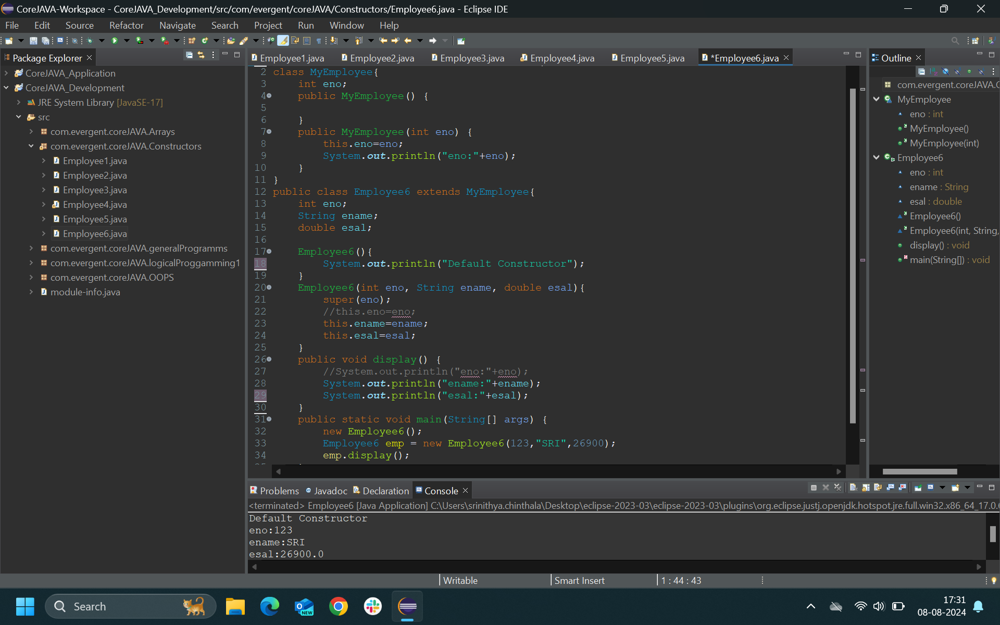 CoreJAVA-Workspace - CoreJAVA_Development/src/com/evergent/coreJAVA/Constructors/Employee6.java - Eclipse IDE
File Edit Source Refactor Navigate Search Project Run Window Help
Package Explorer
CoreJAVA_Application
CoreJAVA_Development
JRE System Library [JavaSE-17]
src
com.evergent.coreJAVA.Arrays
com.evergent.coreJAVA.Constructors
Employee1.java
Employee2.java
Employee3.java
Employee4.java
Employee5.java
Employee6.java
com.evergent.coreJAVA.generalProgramms
com.evergent.coreJAVA.logicalProggamming1
com.evergent.coreJAVA.OOPS
module-info.java
Employee1.java Employee2.java Employee3.java Employee4.java Employee5.java *Employee6.java
2 class MyEmployee{
3 int eno;
4 public MyEmployee() {
5
6 }
7 public MyEmployee(int eno) {
8 this.eno=eno;
9 System.out.println("eno:"+eno);
10 }
11 }
12 public class Employee6 extends MyEmployee{
13 int eno;
14 String ename;
15 double esal;
16
17 Employee6(){
18 System.out.println("Default Constructor");
19 }
20 Employee6(int eno, String ename, double esal){
21 super(eno);
22 //this.eno=eno;
23 this.ename=ename;
24 this.esal=esal;
25 }
26 public void display() {
27 //System.out.println("eno:"+eno);
28 System.out.println("ename:"+ename);
29 System.out.println("esal:"+esal);
30 }
31 public static void main(String[] args) {
32 new Employee6();
33 Employee6 emp = new Employee6(123,"SRI",26900);
34 emp.display();
Outline
com.evergent.coreJAVA.C
MyEmployee
eno : int
MyEmployee()
MyEmployee(int)
Employee6
eno : int
ename : String
esal : double
Employee6()
Employee6(int, String,
display() : void
main(String[]) : void
Problems Javadoc Declaration Console
<terminated> Employee6 [Java Application] C:\Users\srinithya.chinthala\Desktop\eclipse-2023-03\eclipse-2023-03\plugins\org.eclipse.justj.openjdk.hotspot.jre.full.win32.x86_64_17.0.
Default Constructor
eno:123
ename:SRI
esal:26900.0
Writable Smart Insert 1 : 44 : 43
Search
NEW
17:31
08-08-2024